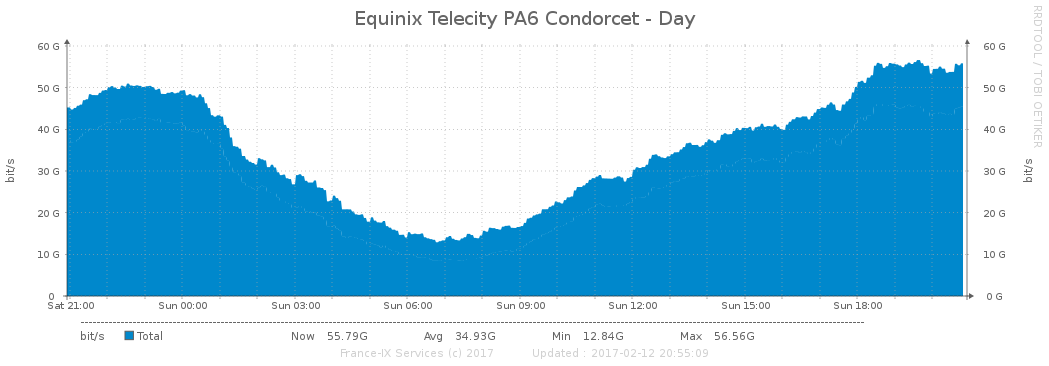 Equinix Telecity PA6 Condorcet - Day
RRDTOOL / TOBI OETIKER
60 G 60 G
50 G 50 G
40 G 40 G
30 G 30 G
20 G 20 G
10 G 10 G
0 0 G
bit/s bit/s
Sat 21:00 Sun 00:00 Sun 03:00 Sun 06:00 Sun 09:00 Sun 12:00 Sun 15:00 Sun 18:00
bit/s Total Now 55.79G Avg 34.93G Min 12.84G Max 56.56G
France-IX Services (c) 2017 Updated : 2017-02-12 20:55:09